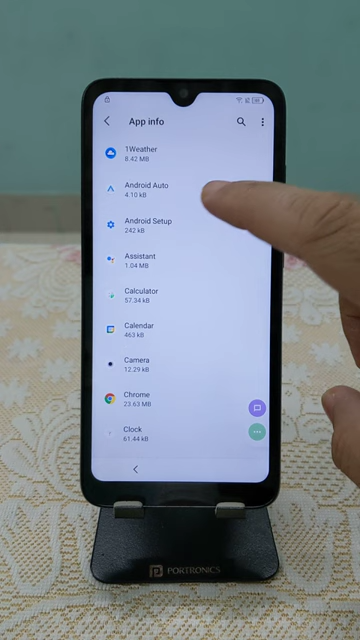 App info
1Weather
8.42 MB
Android Auto
4.10 kB
Android Setup
242 kB
Assistant
1.04 MB
Calculator
57.34 kB
Calendar
463 kB
Camera
12.29 kB
Chrome
23.63 MB
Clock
61.44 kB
PORTRONICS